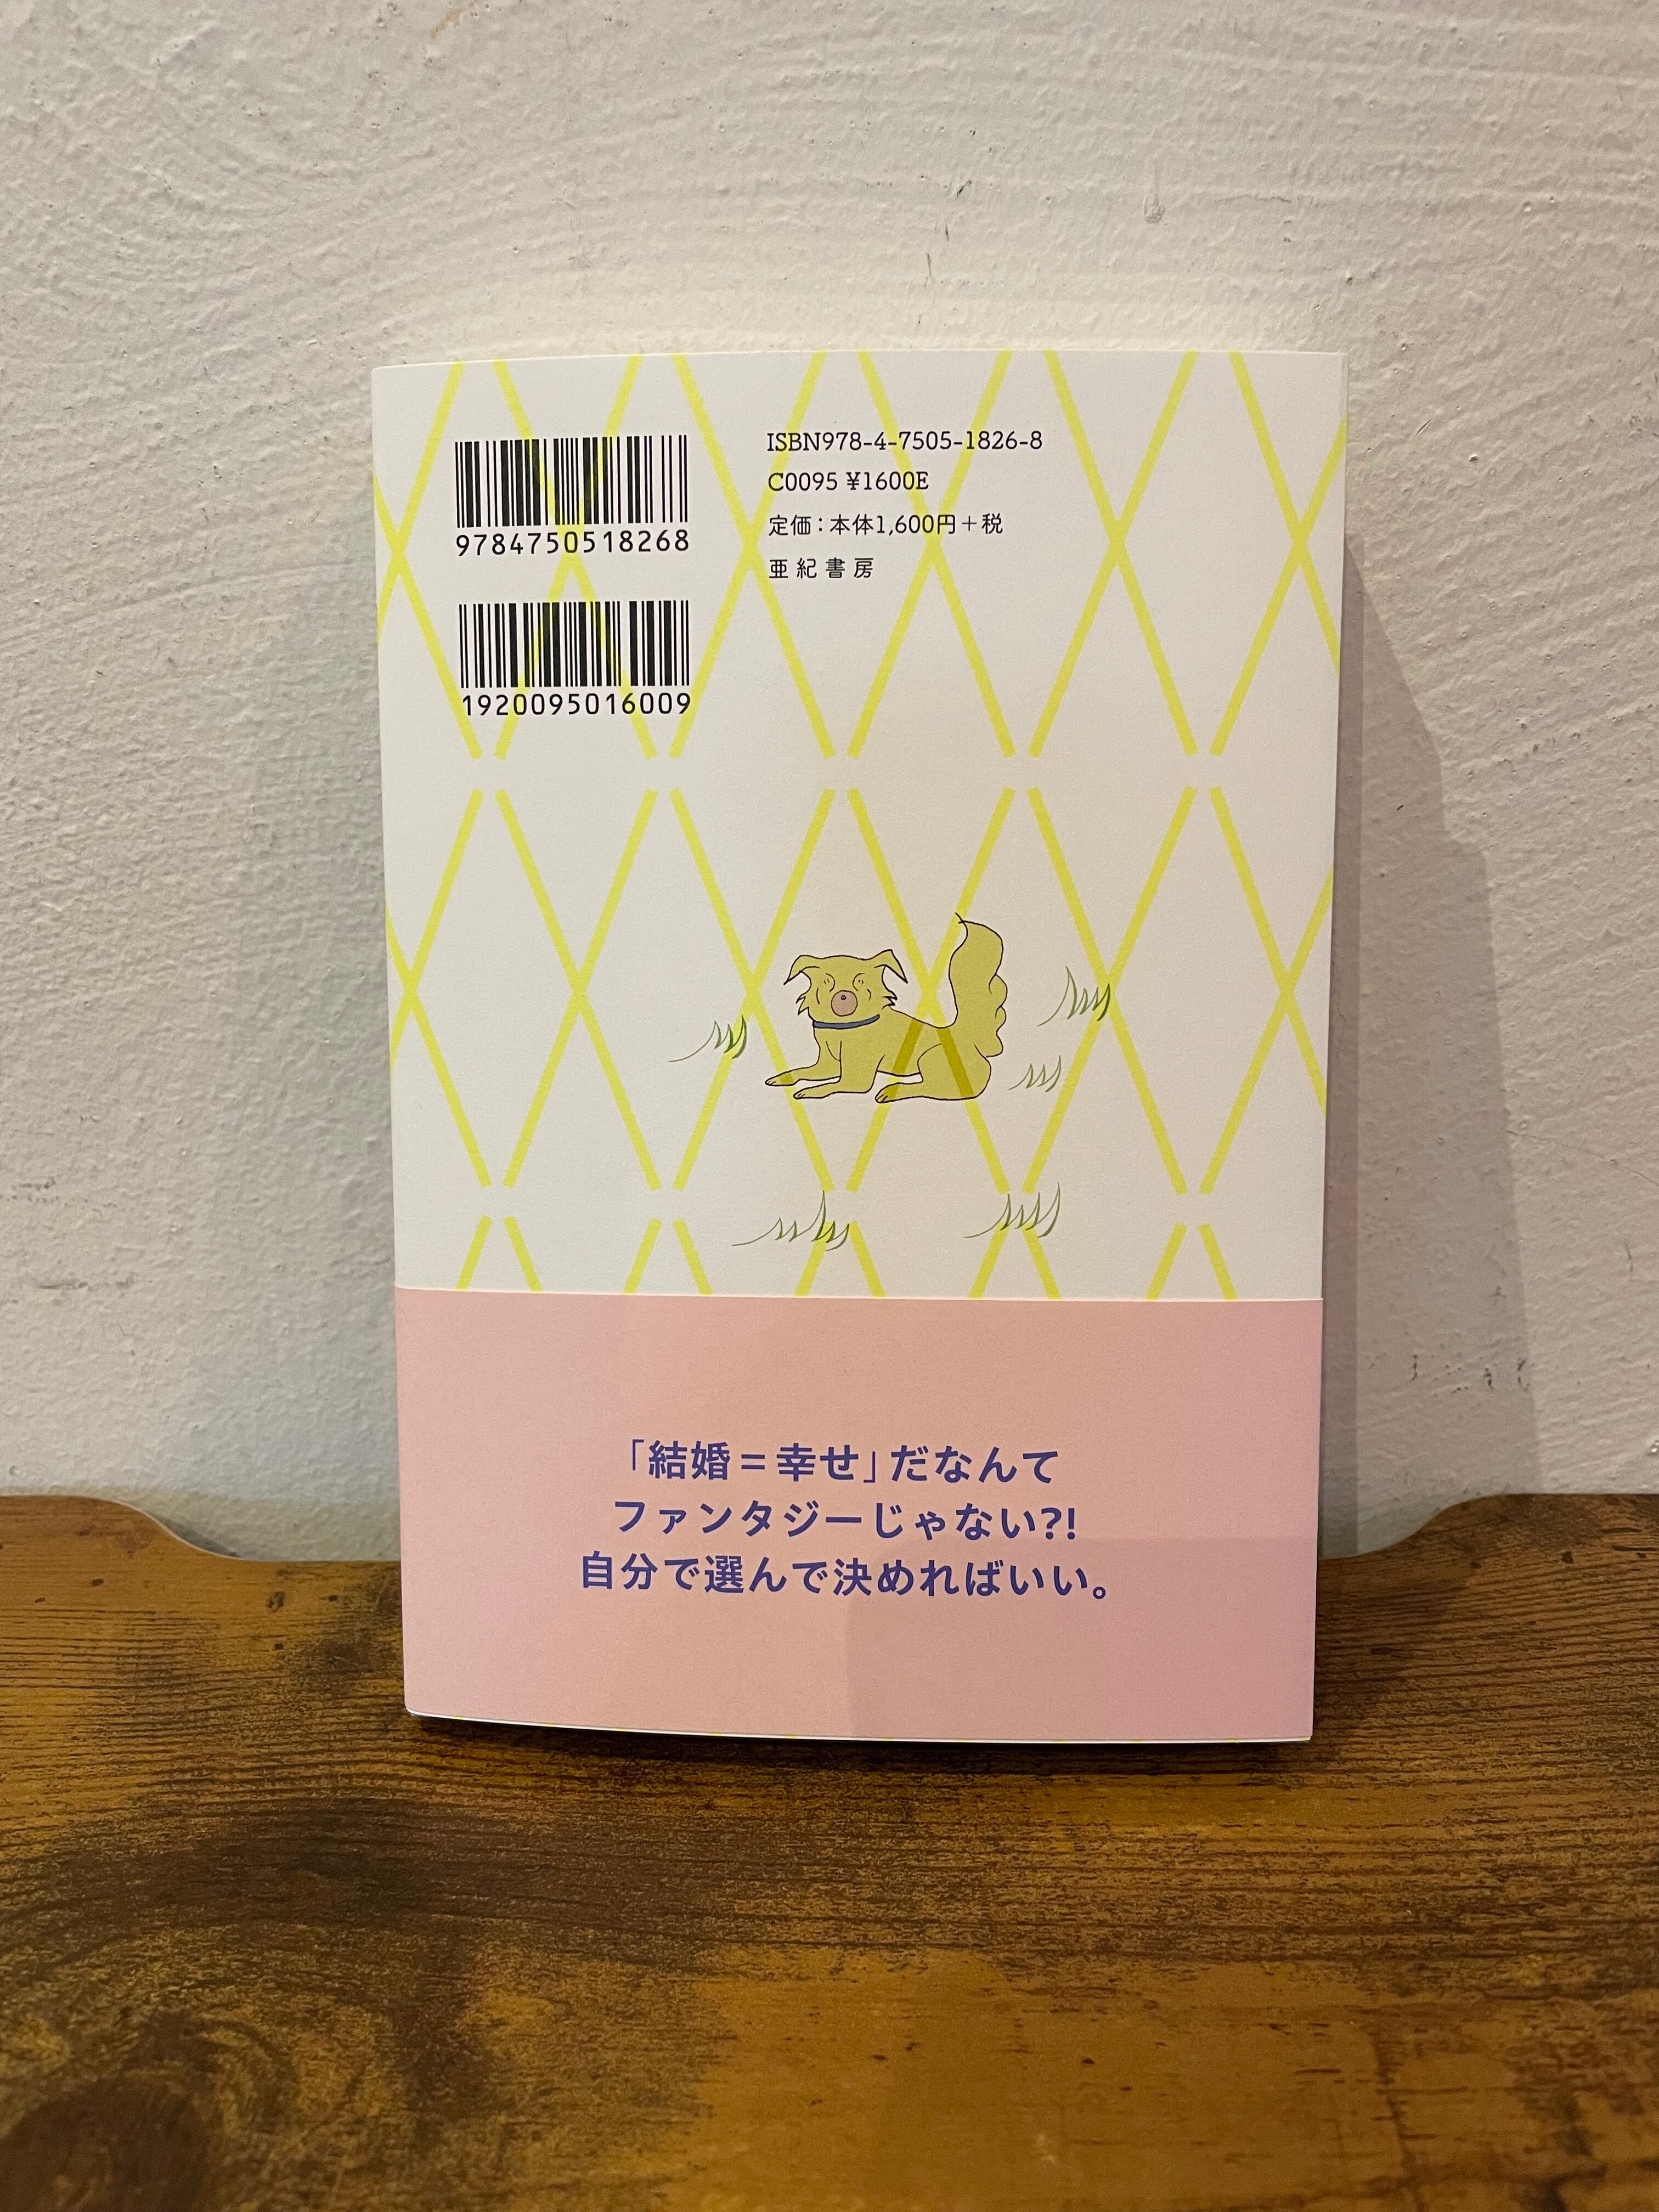 9784750518268
1920095016009
ISBN978-4-7505-1826-8
C0095 ¥1600E
定価：本体1,600円＋税
亜紀書房
「結婚＝幸せ」だなんて
ファンタジーじゃない?!
自分で選んで決めればいい。